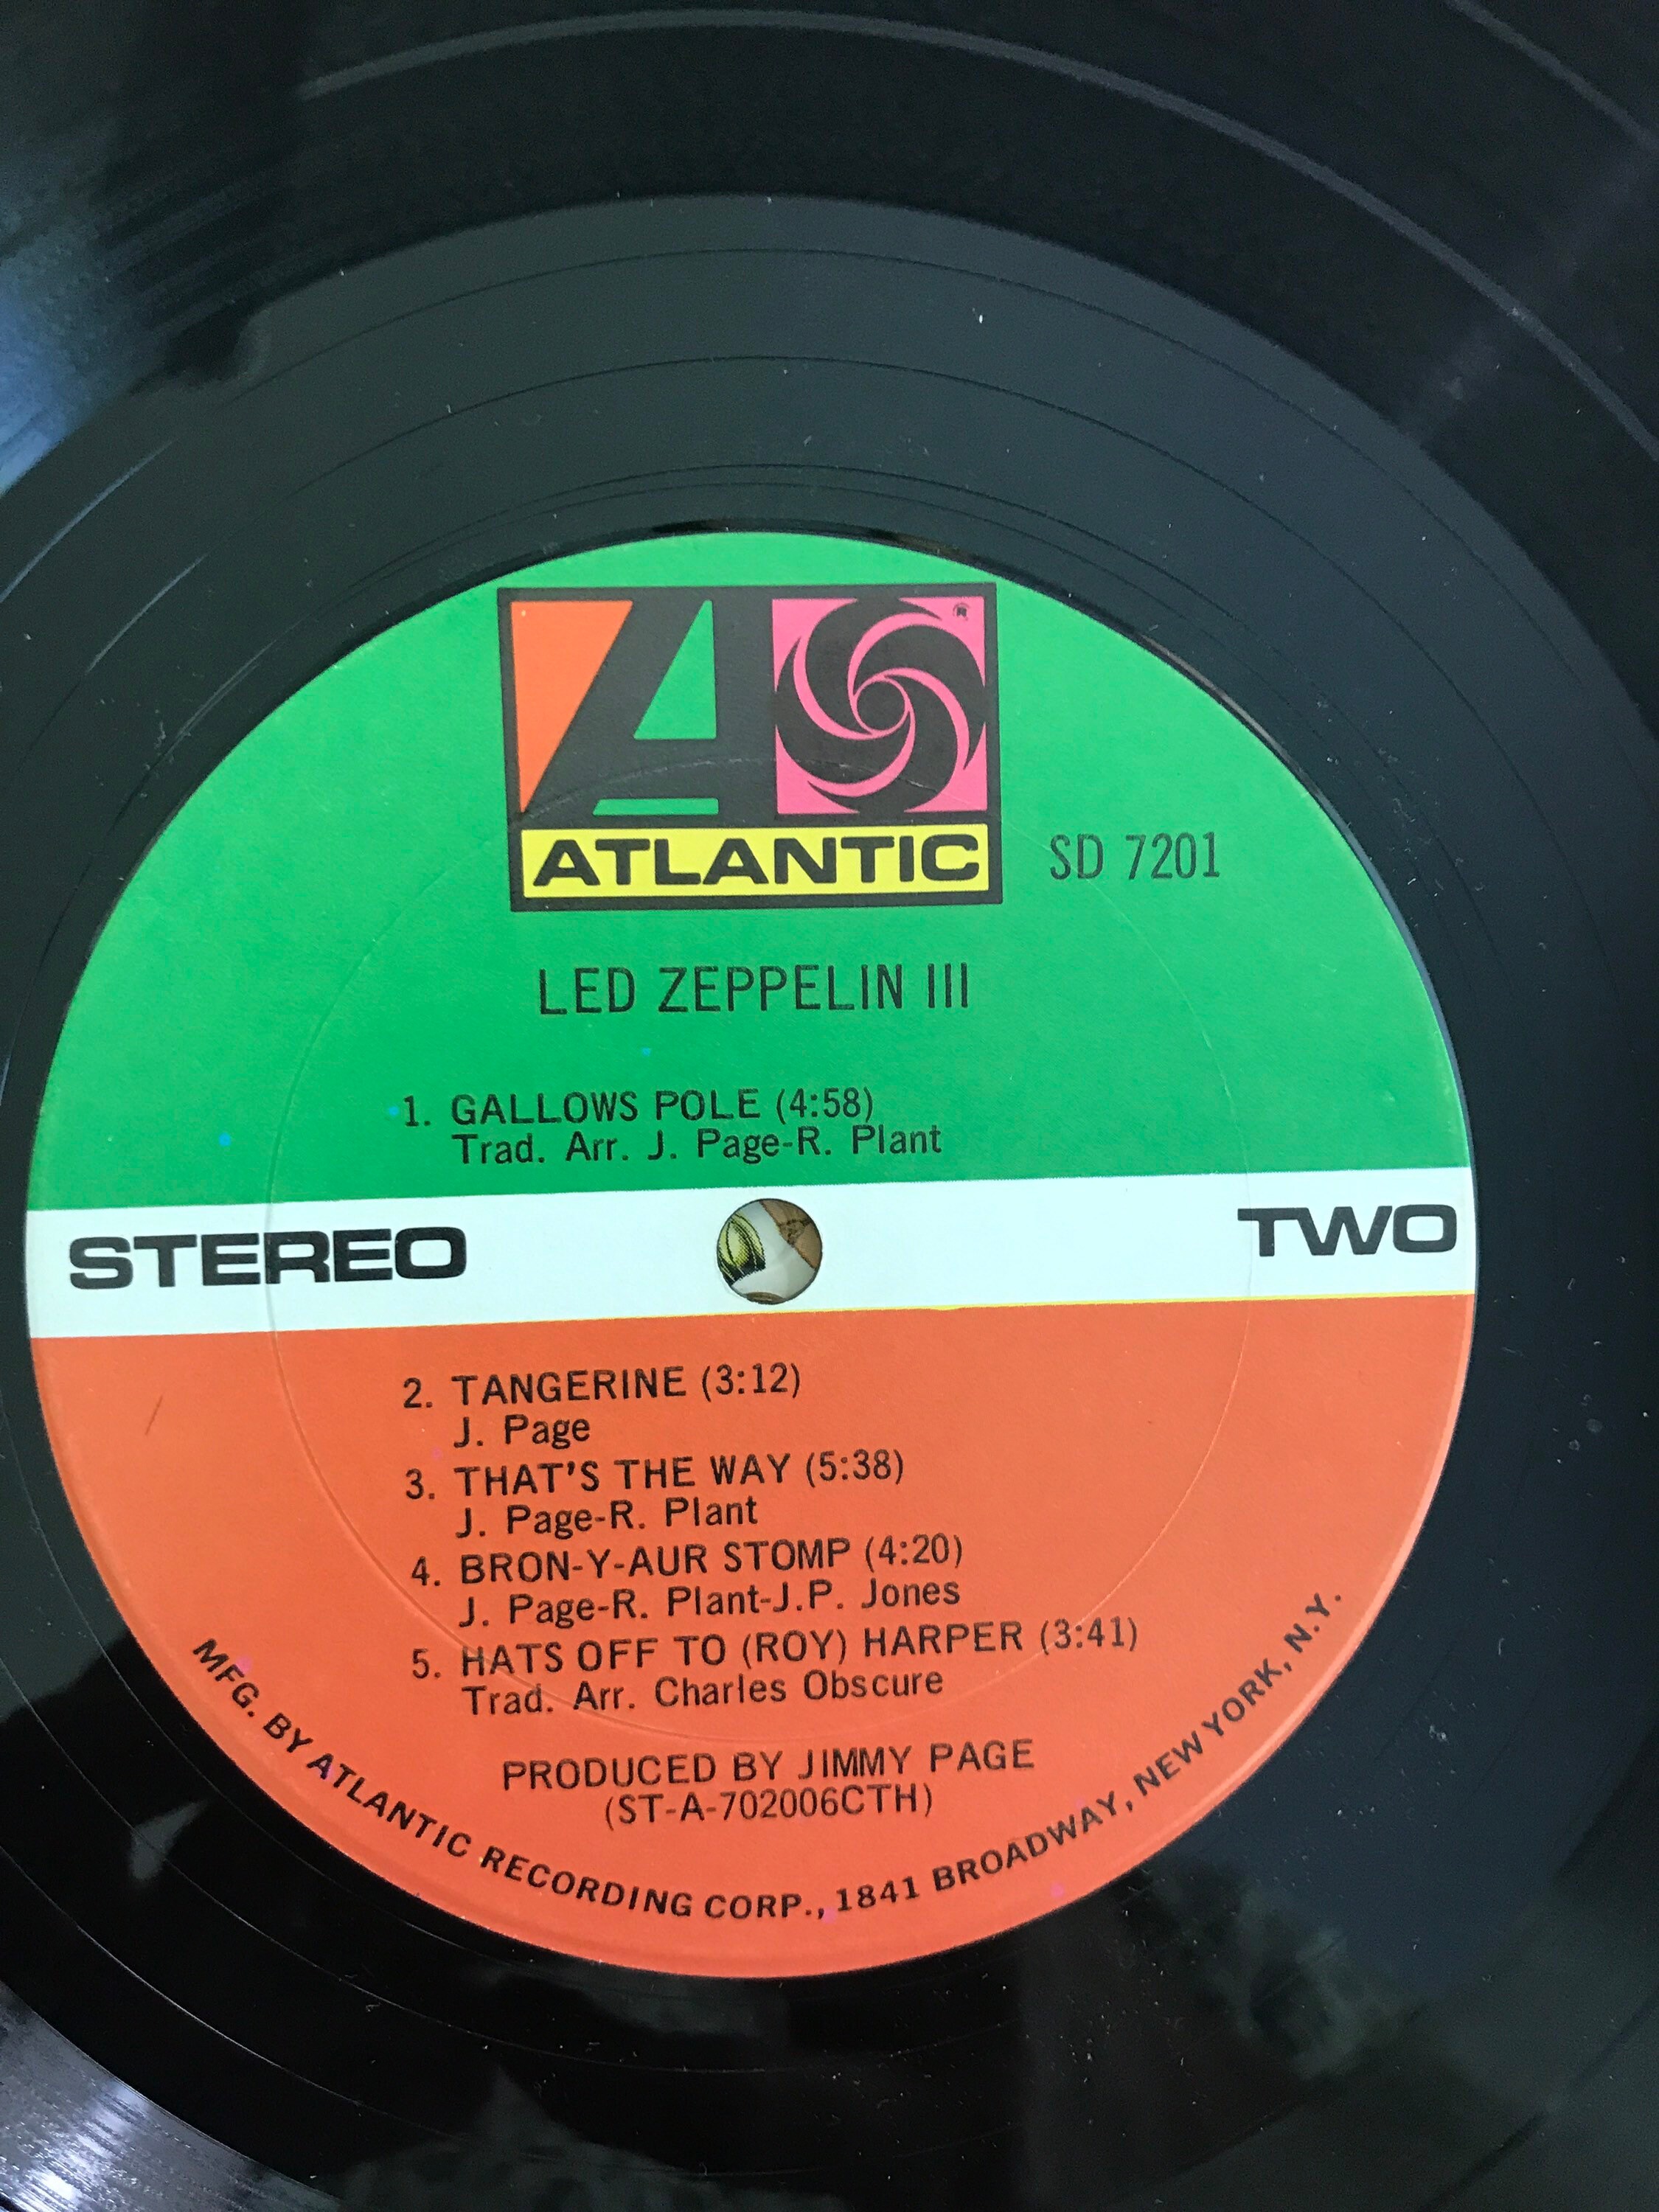 ATLANTIC
SD 7201
LED ZEPPELIN III
1. GALLOWS POLE (4:58)
Trad. Arr. J. Page-R. Plant
STEREO
TWO
2. TANGERINE (3:12)
J. Page
3. THAT'S THE WAY (5:38)
J. Page-R. Plant
4. BRON-Y-AUR STOMP (4:20)
J. Page-R. Plant-J.P. Jones
5. HATS OFF TO (ROY) HARPER (3:41)
Trad. Arr. Charles Obscure
PRODUCED BY JIMMY PAGE
(ST-A-702006CTH)
MFG. BY ATLANTIC RECORDING CORP., 1841 BROADWAY, NEW YORK, N.Y.